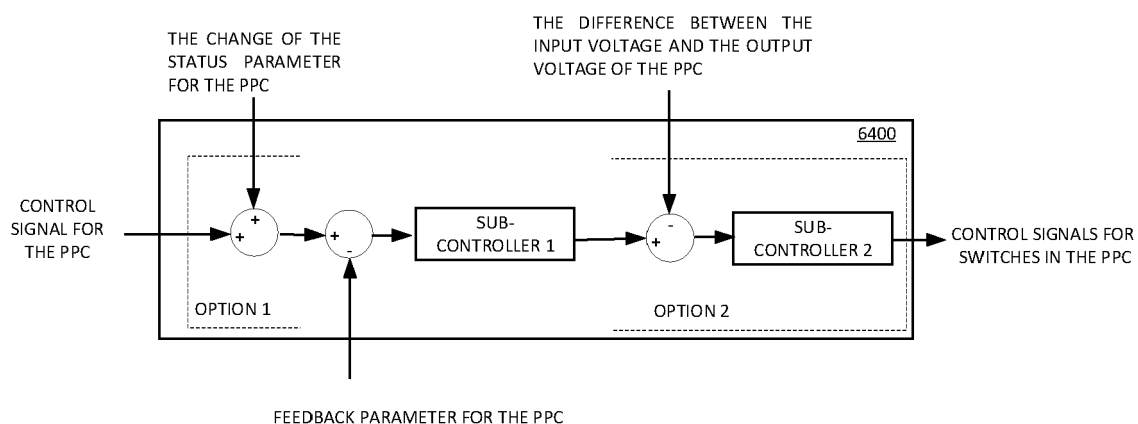 THE DIFFERENCE BETWEEN THE
INPUT VOLTAGE AND THE OUTPUT
VOLTAGE OF THE PPC
THE CHANGE OF THE
STATUS PARAMETER
FOR THE PPC
6400
CONTROL
SIGNAL FOR
THE PPC
+
+
+
-
SUB-
CONTROLLER 1
-
+
SUB-
CONTROLLER 2
CONTROL SIGNALS FOR
SWITCHES IN THE PPC
OPTION 1
OPTION 2
FEEDBACK PARAMETER FOR THE PPC